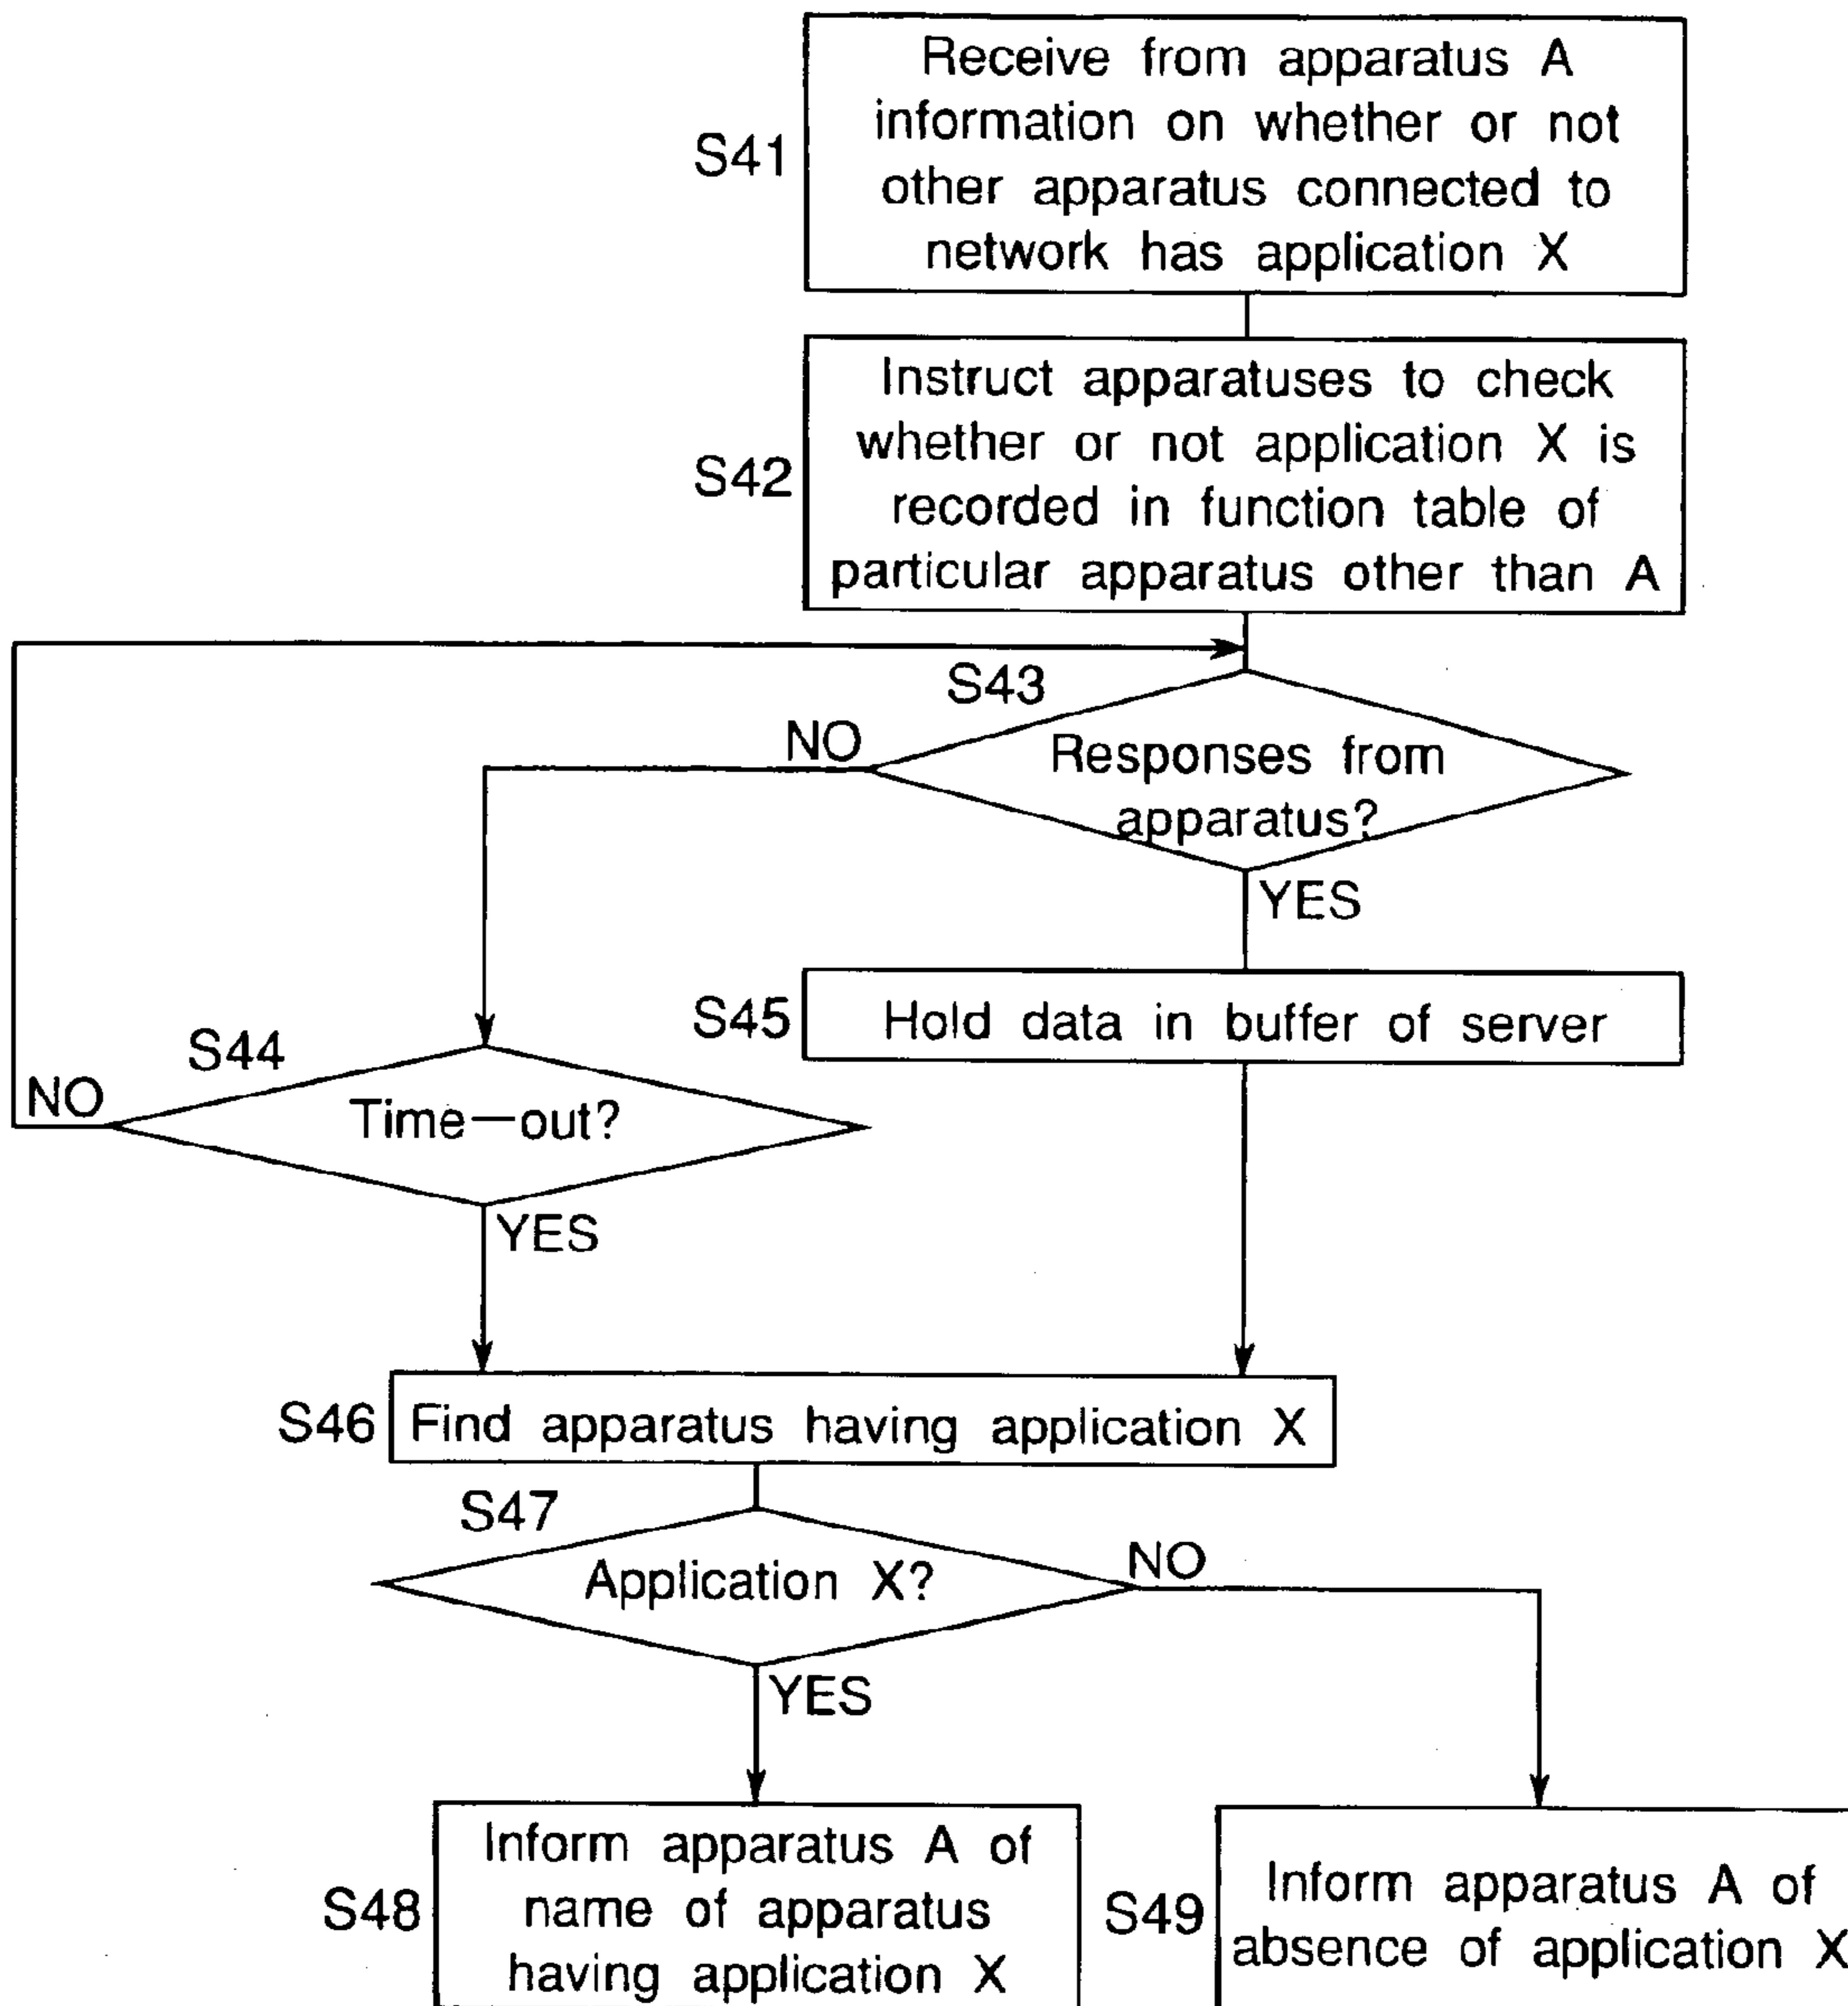 Receive from apparatus A
information on whether or not
other apparatus connected to
network has application X
S41
Instruct apparatuses to check
whether or not application X is
recorded in function table of
particular apparatus other than A
S42
S43
NO
Responses from
apparatus?
YES
S45
Hold data in buffer of server
S44
NO
Time—out?
YES
S46
Find apparatus having application X
S47
Application X?
NO
YES
S48
Inform apparatus A of
name of apparatus
having application X
S49
Inform apparatus A of
absence of application X